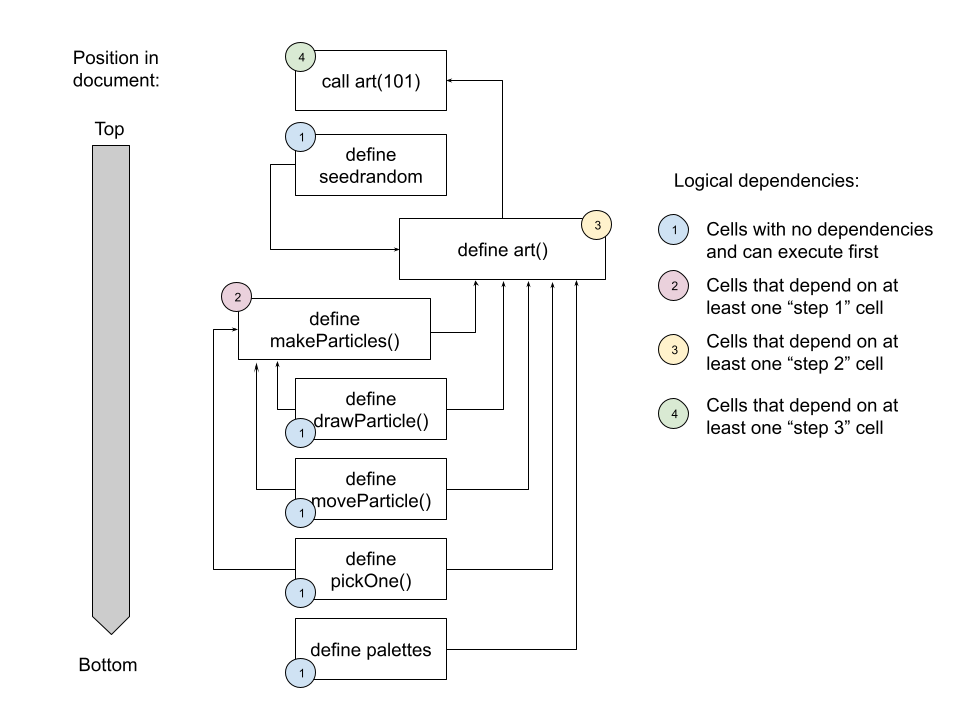 Position in
document:
Top
Bottom
4
call art(101)
1
define
seedrandom
3
define art()
2
define
makeParticles()
define
drawParticle()
1
define
moveParticle()
1
define
pickOne()
1
define palettes
1
Logical dependencies:
1
Cells with no dependencies
and can execute first
2
Cells that depend on at
least one “step 1” cell
3
Cells that depend on at
least one “step 2” cell
4
Cells that depend on at
least one “step 3” cell